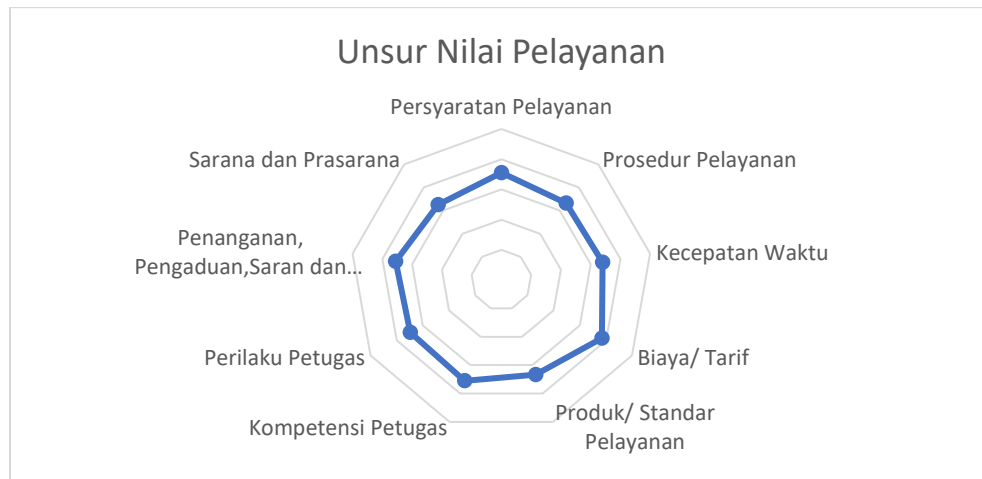 Unsur Nilai Pelayanan
Persyaratan Pelayanan
Prosedur Pelayanan
Kecepatan Waktu
Biaya/ Tarif
Produk/ Standar
Pelayanan
Kompetensi Petugas
Perilaku Petugas
Penanganan,
Pengaduan,Saran dan...
Sarana dan Prasarana